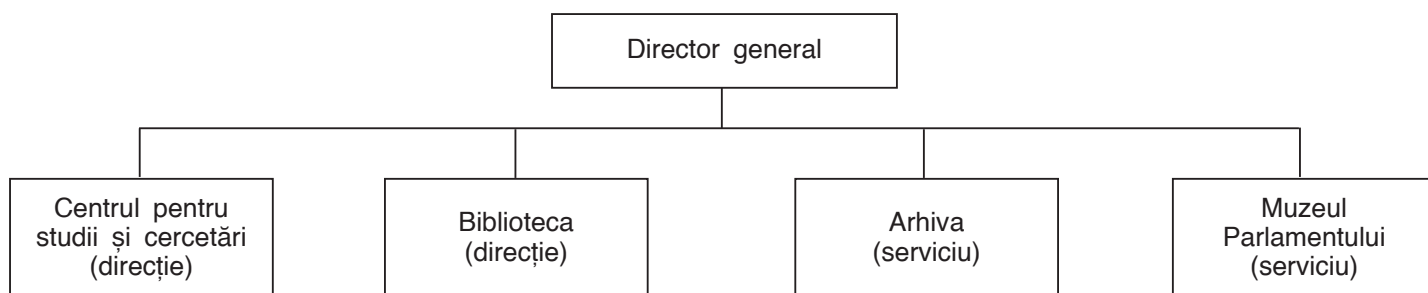 Director general
Centrul pentru
studii și cercetări
(direcție)
Biblioteca
(direcție)
Arhiva
(serviciu)
Muzeul
Parlamentului
(serviciu)